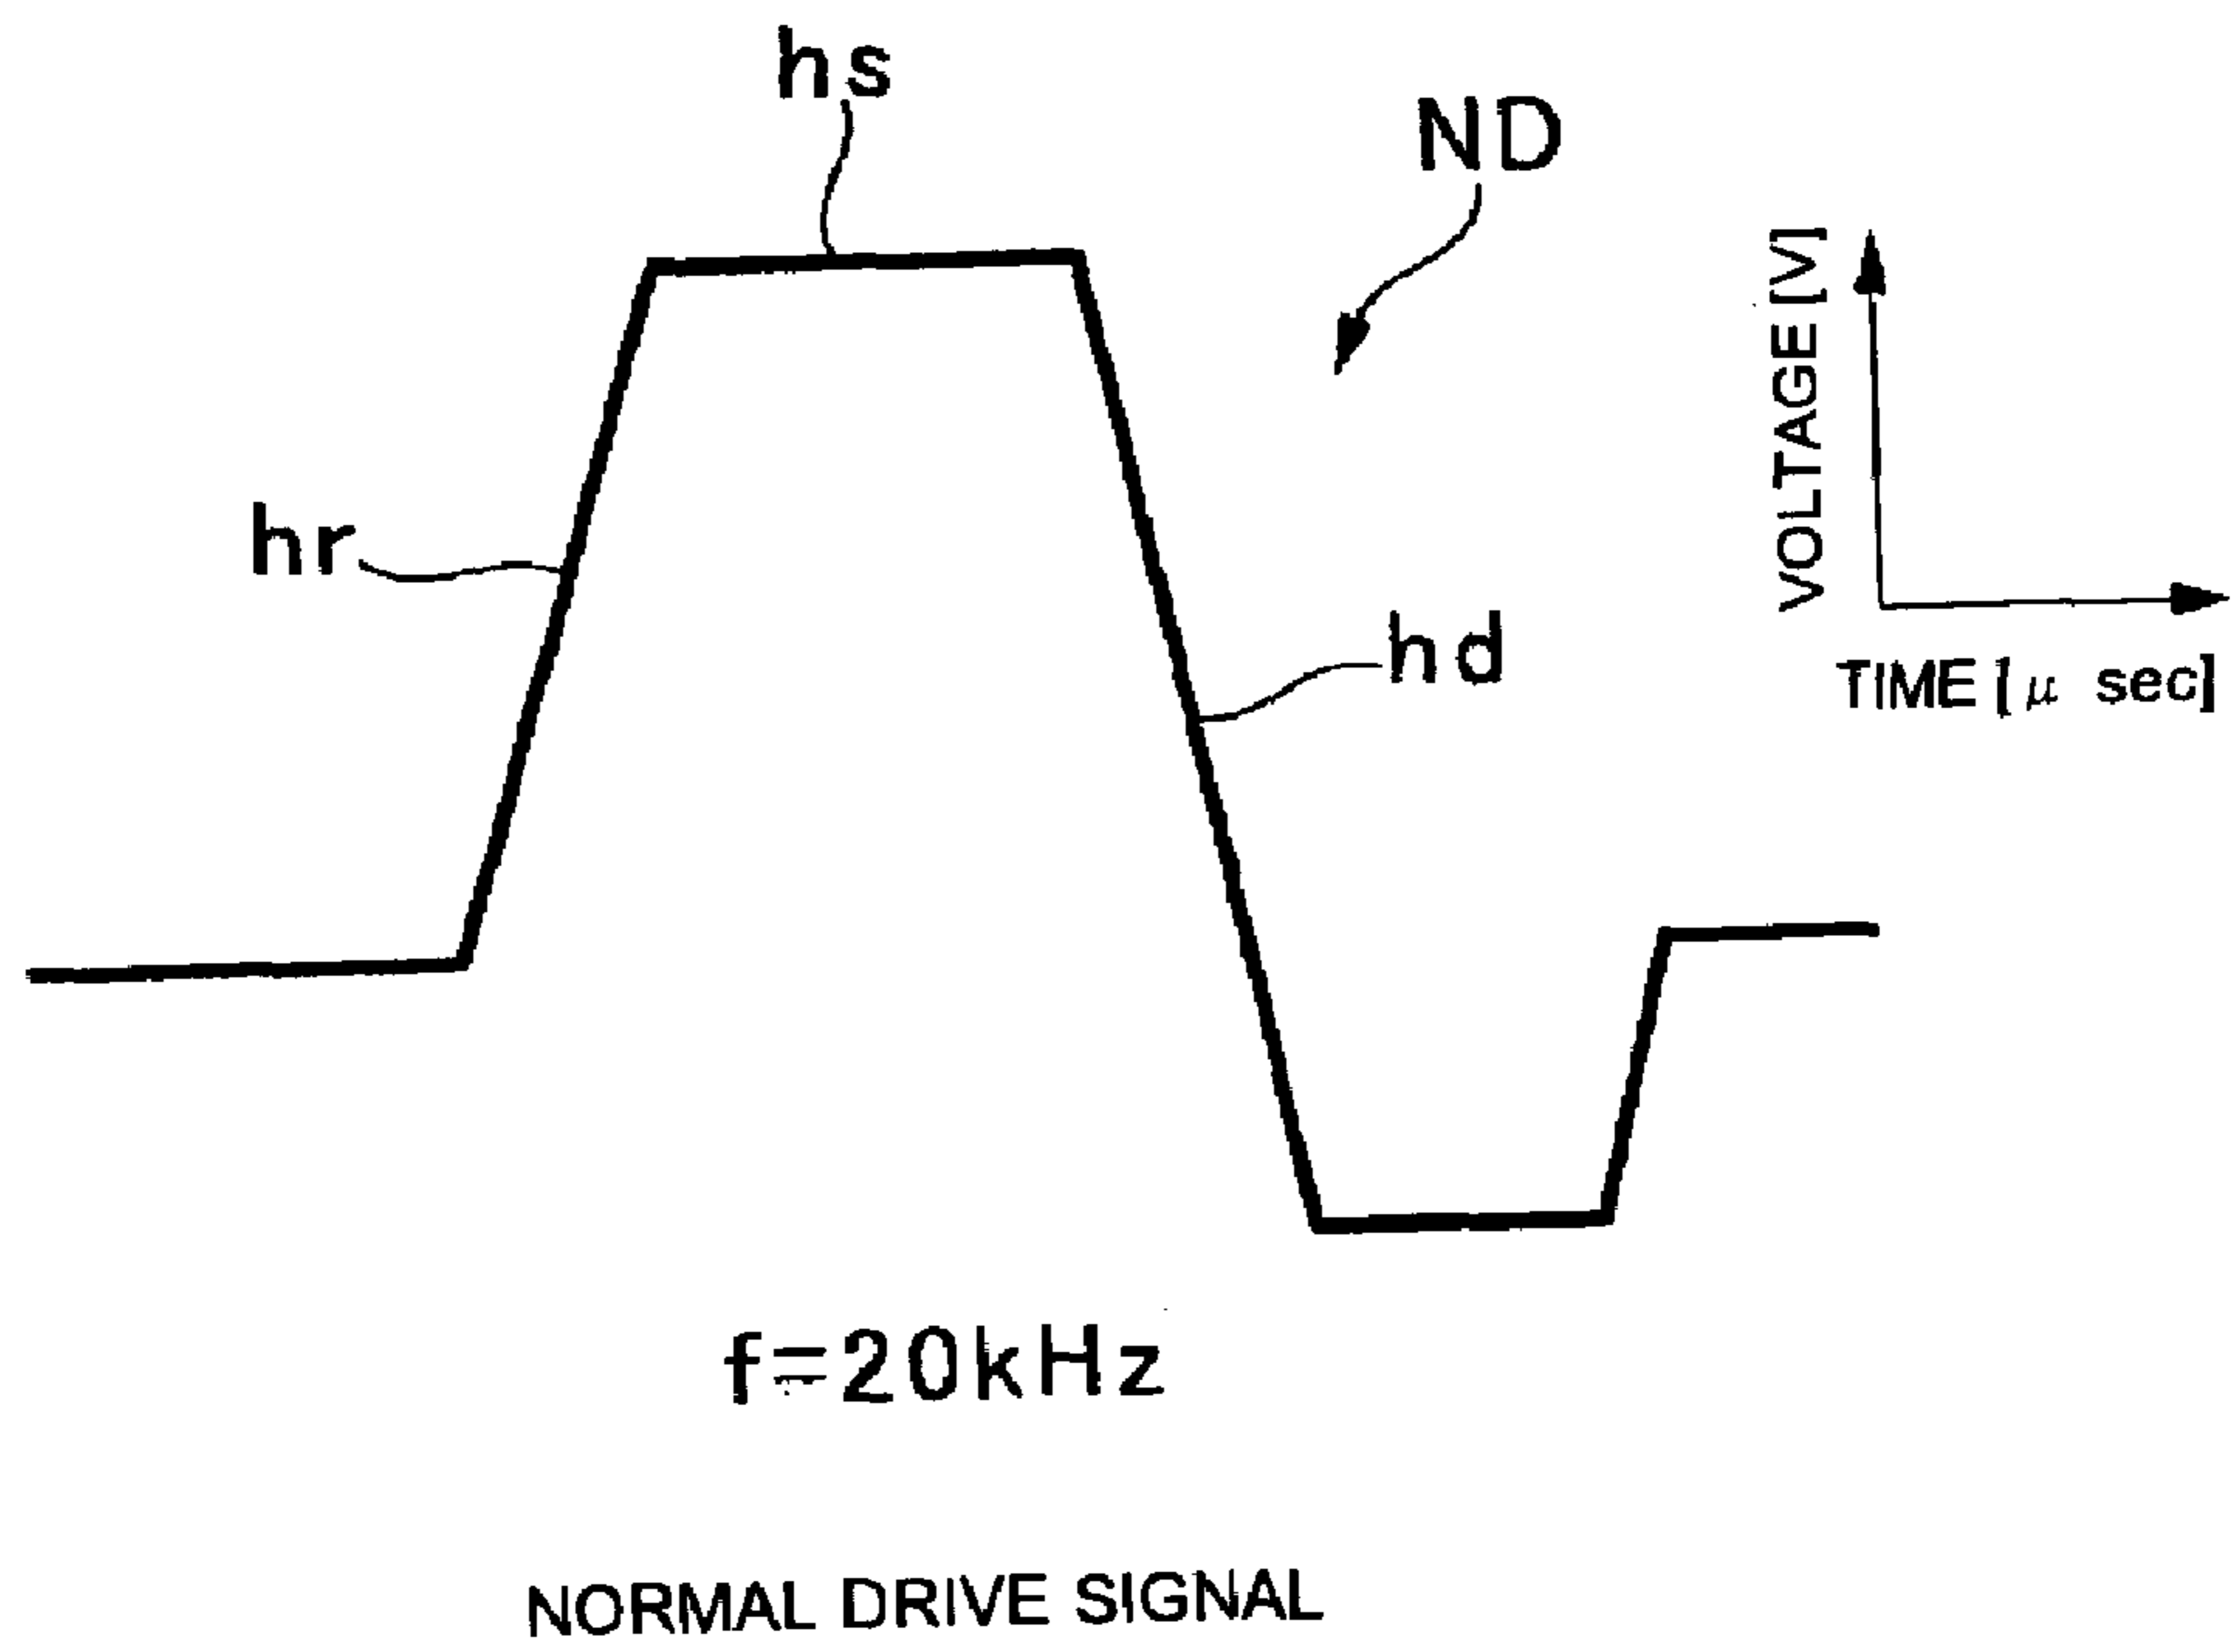 hs
ND
VOLTAGE [V]
hr
hd
TIME [μ sec]
f=20kHz
NORMAL DRIVE SIGNAL